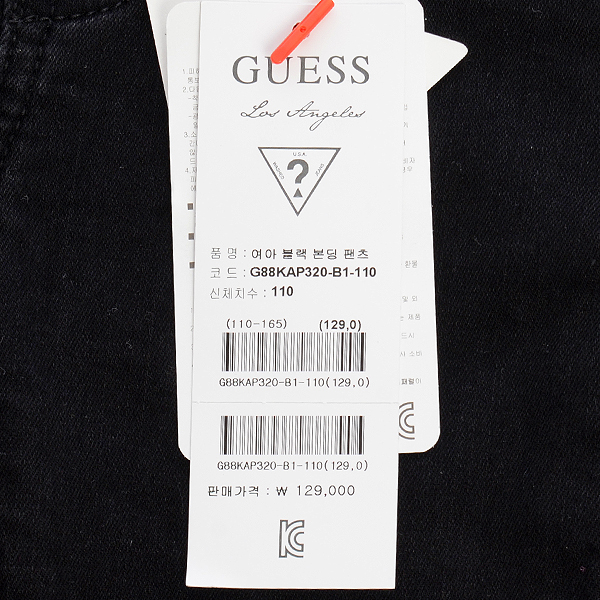 GUESS
Los Angeles
U.S.A.
WASHED JEANS
?
품 명 : 여아 블랙 본딩 팬츠
코 드 : G88KAP320-B1-110
신체치수 : 110
(110-165) (129,0)
G88KAP320-B1-110(129,0)
G88KAP320-B1-110(129,0)
판매가격 : ₩ 129,000